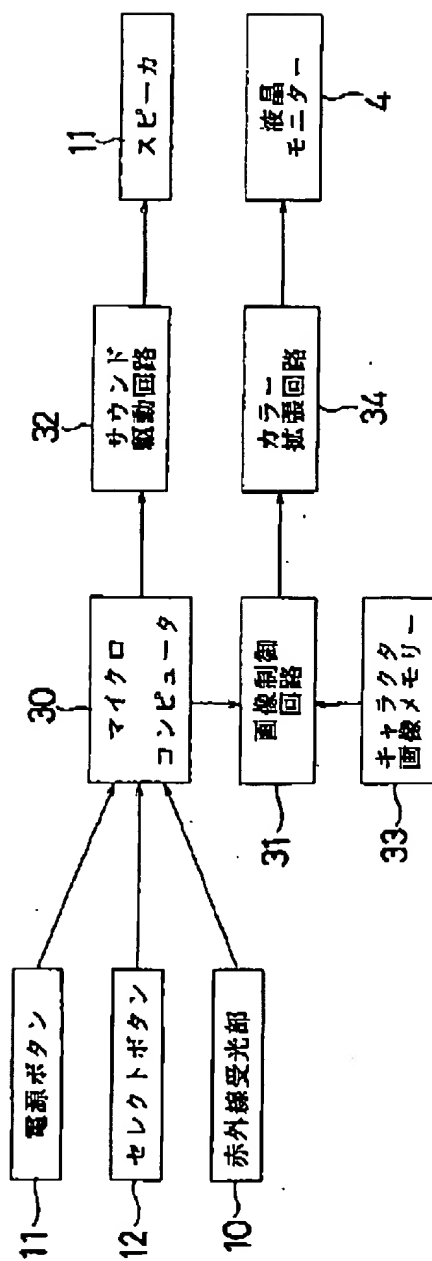 11
電源ボタン
12
セレクトボタン
10
赤外線受光部
30
マイクロ
コンピュータ
31
画像制御
回路
33
キャラクタ
画像メモリー
32
サウンド
駆動回路
34
カラー
拡張回路
11
スピーカ
4
液晶
モニター